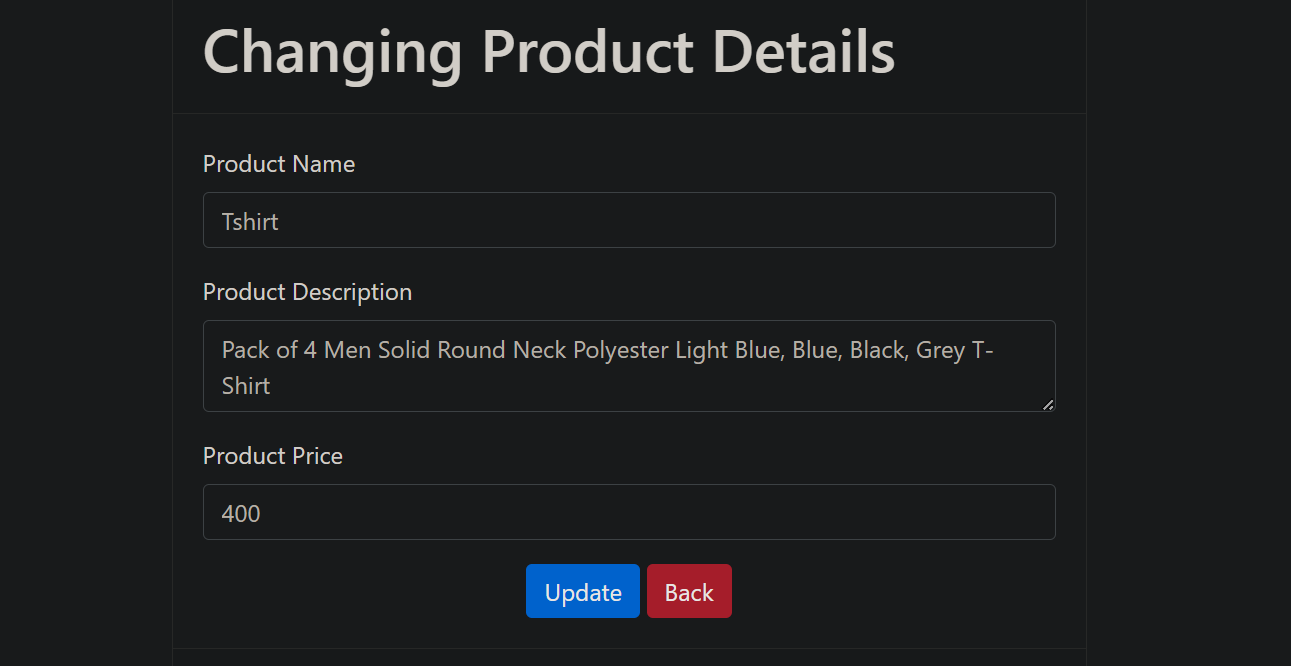 Changing Product Details
Product Name
Tshirt
Product Description
Pack of 4 Men Solid Round Neck Polyester Light Blue, Blue, Black, Grey T-
Shirt
Product Price
400
Update Back